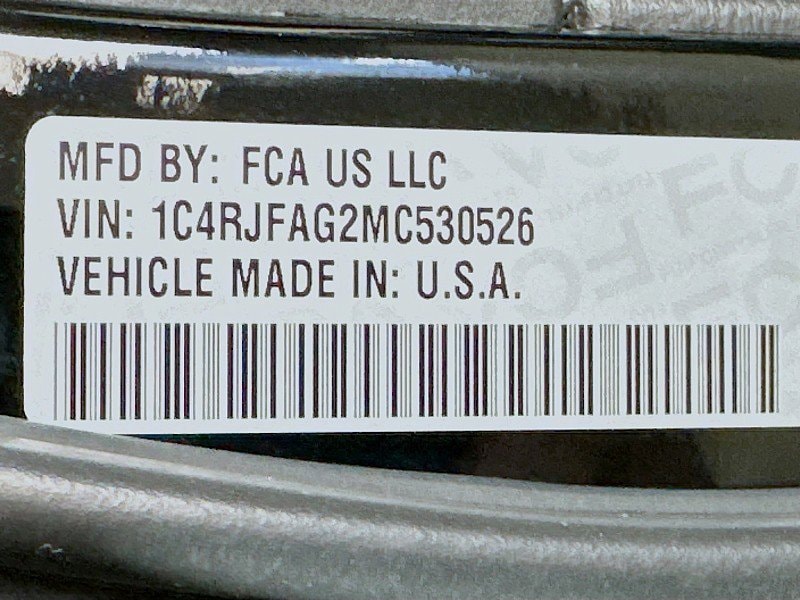 MFD BY: FCA US LLC
VIN: 1C4RJFAG2MC530526
VEHICLE MADE IN: U.S.A.